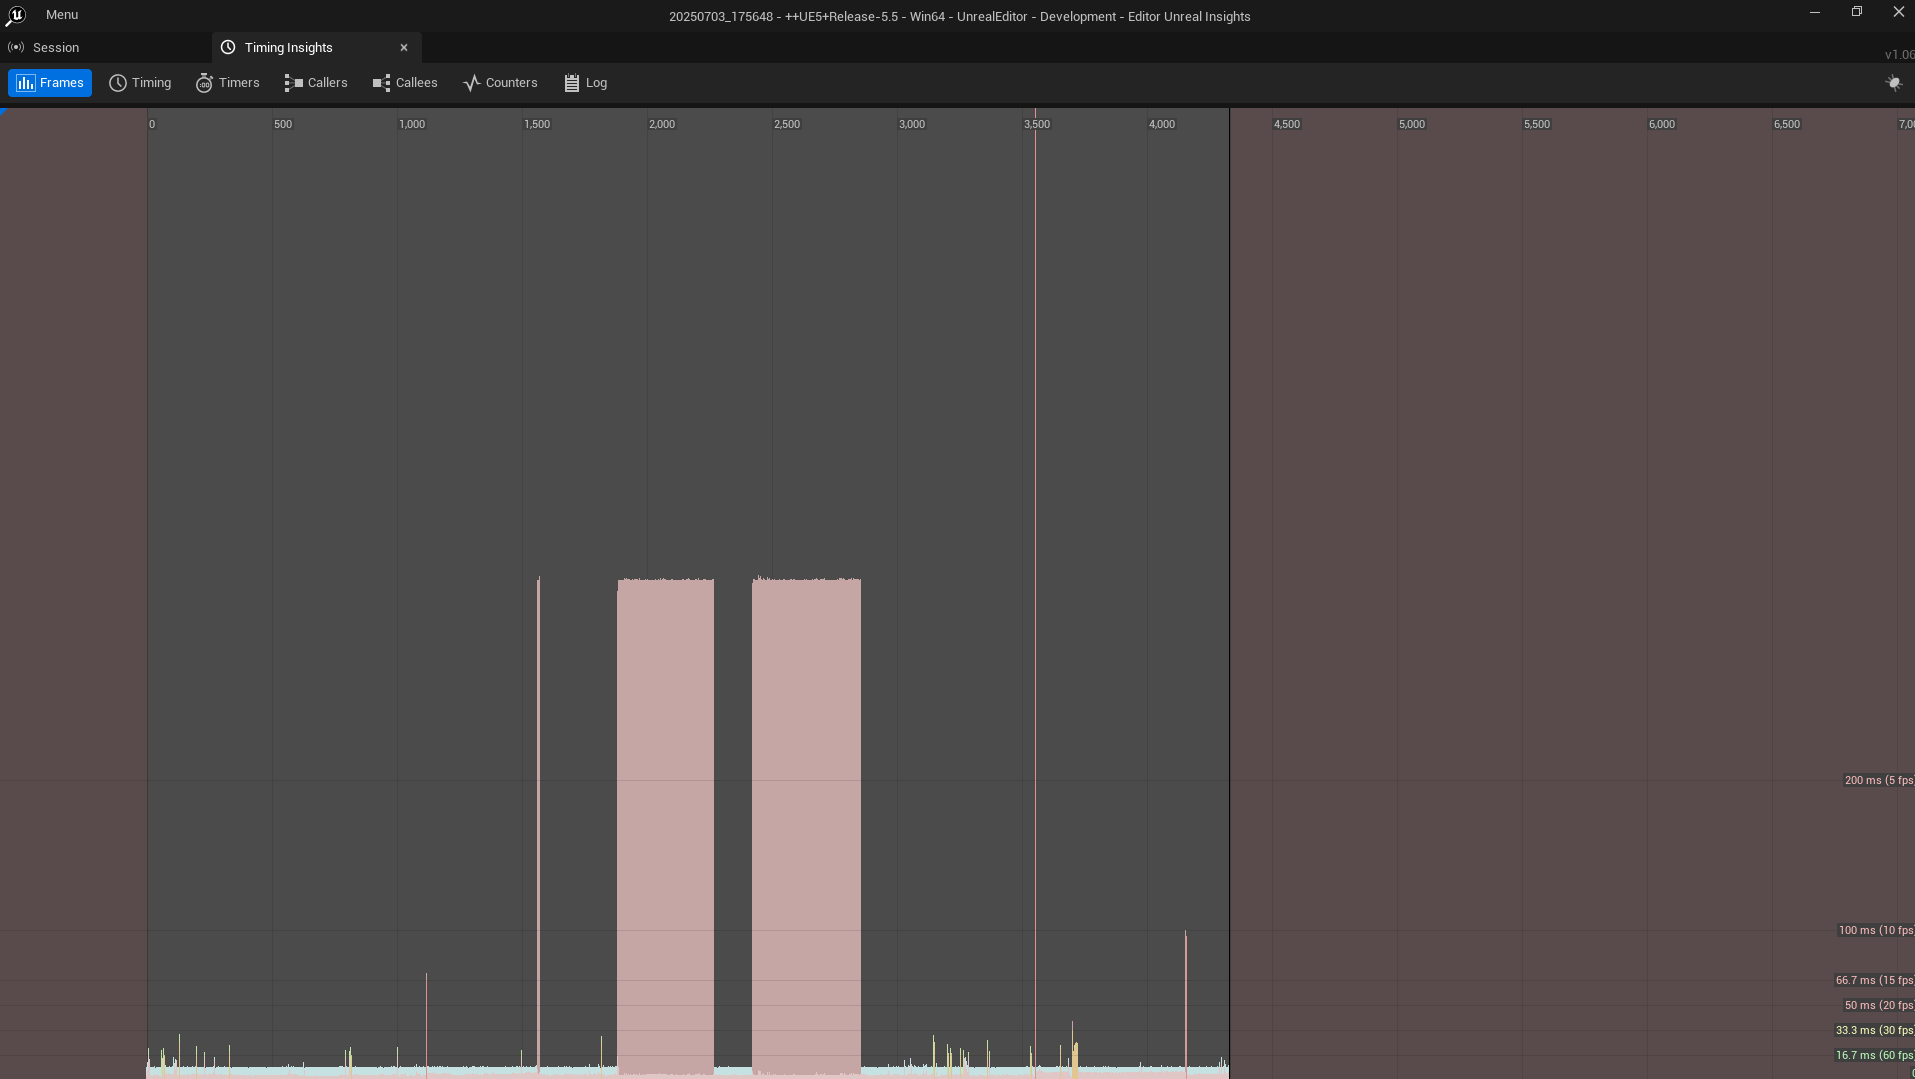 Menu
20250703_175648 - ++UE5+Release-5.5 - Win64 - UnrealEditor - Development - Editor Unreal Insights
Session
Timing Insights
v1.06
Frames
Timing
Timers
Callers
Callees
Counters
Log
0 500 1,000 1,500 2,000 2,500 3,000 3,500 4,000 4,500 5,000 5,500 6,000 6,500 7,00
200 ms (5 fps)
100 ms (10 fps)
66.7 ms (15 fps)
50 ms (20 fps)
33.3 ms (30 fps)
16.7 ms (60 fps)